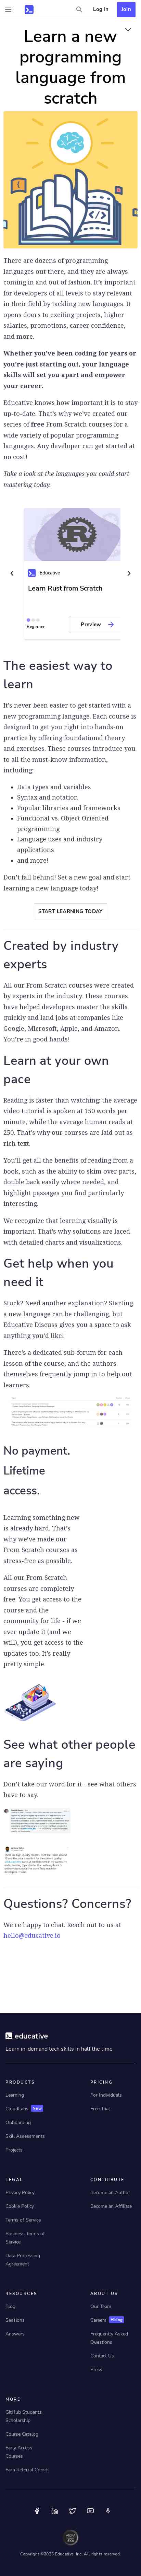 Log In
Join
Learn a new
programming
language from
scratch
There are dozens of programming
languages out there, and they are always
coming in and out of fashion. It's important
for developers of all levels to stay relevant
in their field by tackling new languages. It
opens doors to exciting projects, higher
salaries, promotions, career confidence,
and more.
Whether you've been coding for years or
you're just starting out, your language
skills will set you apart and empower
your career.
Educative knows how important it is to stay
up-to-date. That's why we've created our
series of free From Scratch courses for a
wide variety of popular programming
languages. Any developer can get started at
no cost!
Take a look at the languages you could start
mastering today.
Educative
Learn Rust from Scratch
Beginner
Preview
The easiest way to
learn
It's never been easier to get started with a
new programming language. Each course is
designed to get you right into hands-on
practice by offering foundational theory
and exercises. These courses introduce you
to all the must-know information,
including:
Data types and variables
Syntax and notation
Popular libraries and frameworks
Functional vs. Object Oriented
programming
Language uses and industry
applications
and more!
Don't fall behind! Set a new goal and start
learning a new language today!
START LEARNING TODAY
Created by industry
experts
All our From Scratch courses were created
by experts in the industry. These courses
have helped developers master the skills
quickly and land jobs at companies like
Google, Microsoft, Apple, and Amazon.
You're in good hands!
Learn at your own
pace
Reading is faster than watching: the average
video tutorial is spoken at 150 words per
minute, while the average human reads at
250. That's why our courses are laid out as
in text.
You'll get all the benefits of reading from a
book, such as the ability to skim over parts,
double back easily where needed, and
highlight passages you find particularly
interesting.
We recognize that learning visually is
important. That's why solutions are laced
with detailed charts and visualizations.
Get help when you
need it
Stuck? Need another explanation? Starting
a new language can be challenging, but
Educative Discuss gives you a space to ask
anything you'd like!
There's a dedicated sub-forum for each
lesson of the course, and the authors
themselves frequently jump in to help out
learners.
No payment.
Lifetime
access.
Learning something new
is already hard. That's
why we've made our
From Scratch courses as
stress-free as possible.
All our From Scratch
courses are completely
free. You get access to the
course along the
community for life - if we
ever update it (and we
will), you get access to the
updates too. It's really
pretty simple.
See what other people
are saying
Don't take our word for it - see what others
have to say.
Questions? Concerns?
We're happy to chat. Reach out to us at
hello@educative.io
educative
Learn in-demand tech skills in half the time
PRODUCTS
PRICING
Learning
For Individuals
CloudLabs New
Free Trial
Onboarding
Skill Assessments
Projects
LEGAL
CONTRIBUTE
Privacy Policy
Become an Author
Cookie Policy
Become an Affiliate
Terms of Service
Business Terms of
Service
Data Processing
Agreement
RESOURCES
ABOUT US
Blog
Our Team
Sessions
Careers Hiring
Answers
Frequently Asked
Questions
Contact Us
Press
MORE
GitHub Students
Scholarship
Course Catalog
Early Access
Courses
Earn Referral Credits
Copyright ©2023 Educative, Inc. All rights reserved.